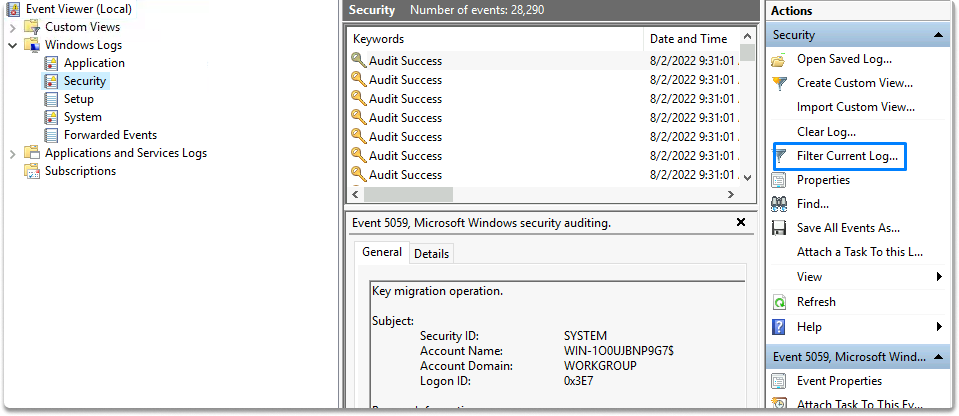 Event Viewer (Local)
Custom Views
Windows Logs
Application
Security
Setup
System
Forwarded Events
Applications and Services Logs
Subscriptions
Security Number of events: 28,290
Keywords Date and Time
Audit Success 8/2/2022 9:31:01
Audit Success 8/2/2022 9:31:01
Audit Success 8/2/2022 9:31:01
Audit Success 8/2/2022 9:31:01
Audit Success 8/2/2022 9:31:01
Audit Success 8/2/2022 9:31:01
Audit Success 8/2/2022 9:31:01
Event 5059, Microsoft Windows security auditing.
General Details
Key migration operation.
Subject:
Security ID: SYSTEM
Account Name: WIN-1O0UJBNP9G7$
Account Domain: WORKGROUP
Logon ID: 0x3E7
Actions
Security
Open Saved Log...
Create Custom View...
Import Custom View...
Clear Log...
Filter Current Log...
Properties
Find...
Save All Events As...
Attach a Task To this L...
View
Refresh
Help
Event 5059, Microsoft Wind...
Event Properties
Attach Task To This Ev...